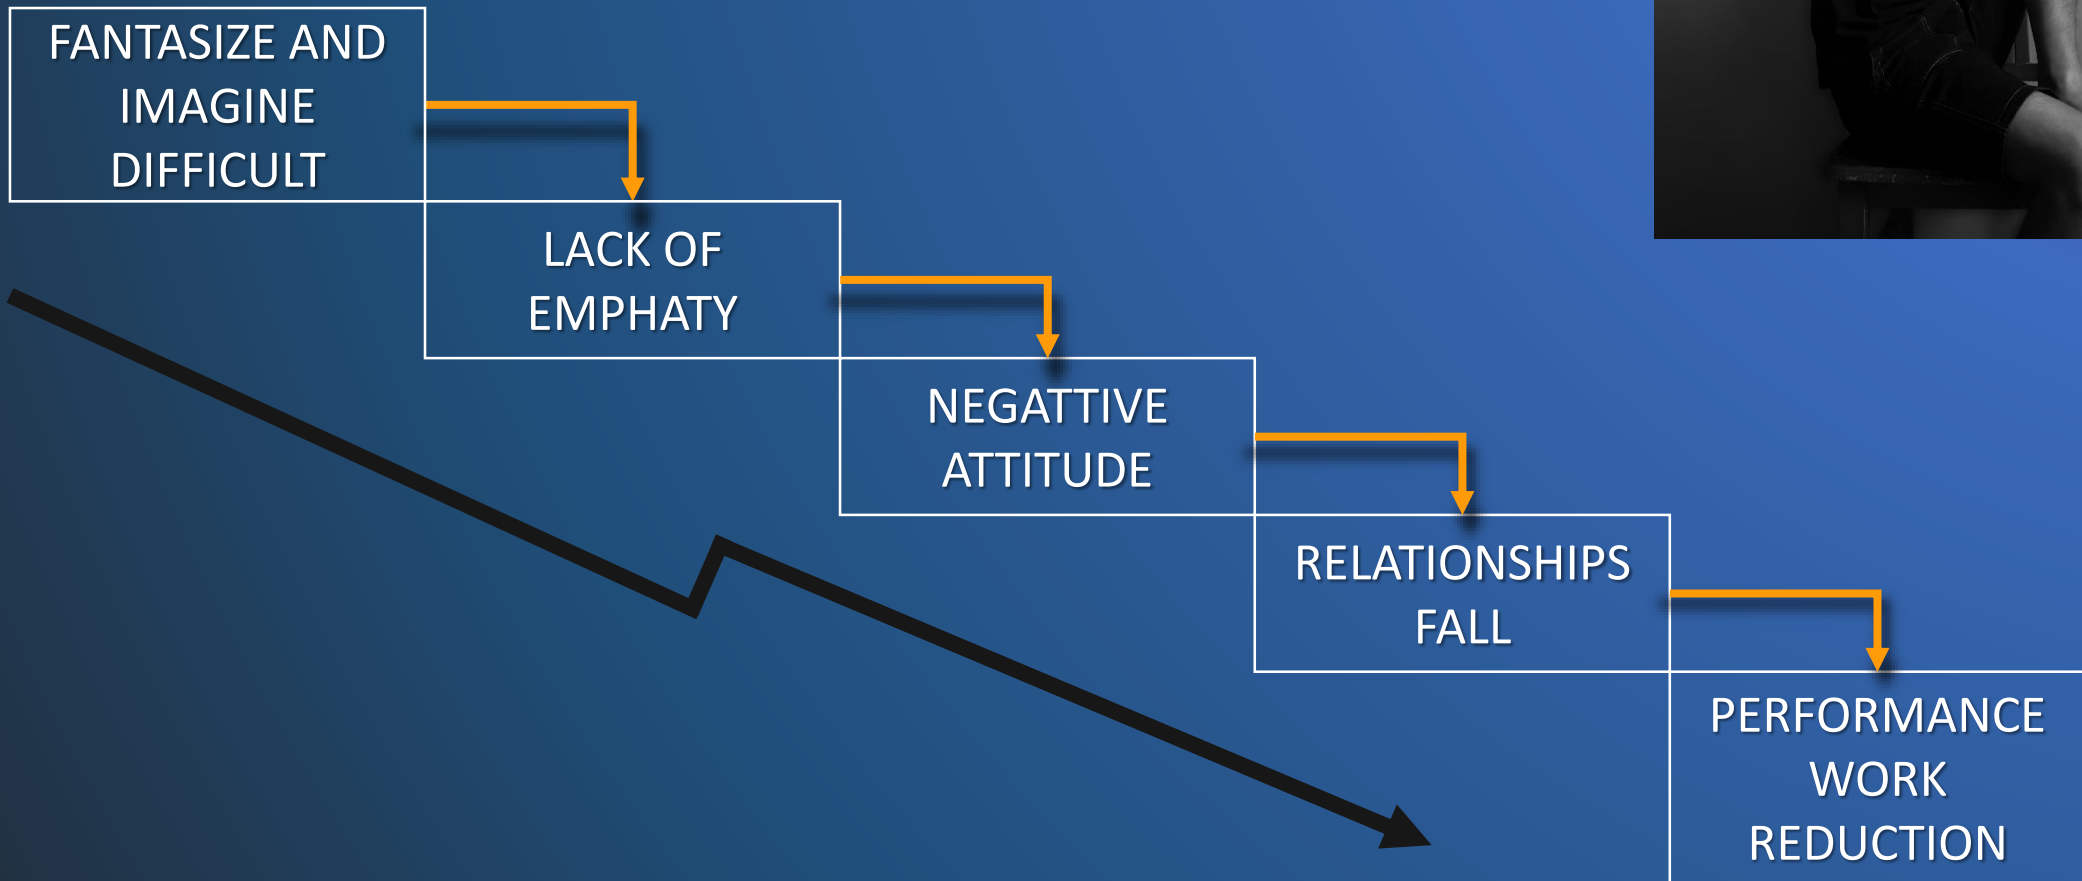 FANTASIZE AND
IMAGINE
DIFFICULT
LACK OF
EMPHATY
NEGATTIVE
ATTITUDE
RELATIONSHIPS
FALL
PERFORMANCE
WORK
REDUCTION